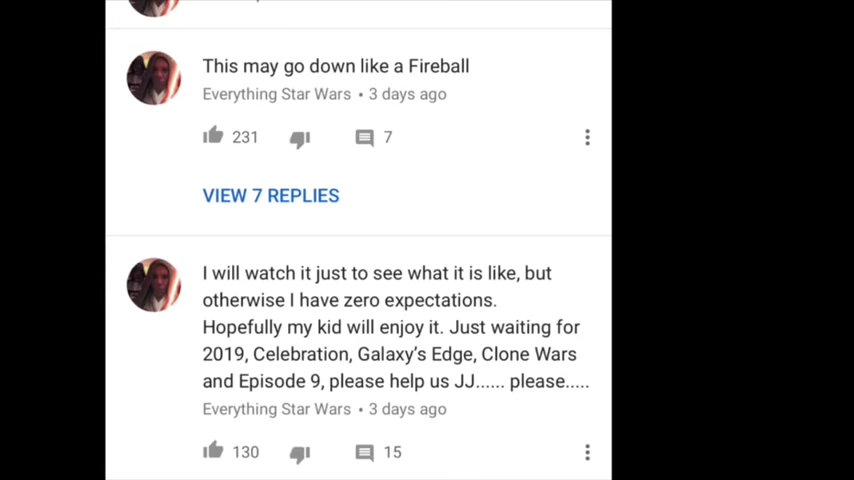 This may go down like a Fireball
Everything Star Wars • 3 days ago
231
7
VIEW 7 REPLIES
I will watch it just to see what it is like, but
otherwise I have zero expectations.
Hopefully my kid will enjoy it. Just waiting for
2019, Celebration, Galaxy's Edge, Clone Wars
and Episode 9, please help us JJ...... please.....
Everything Star Wars • 3 days ago
130
15